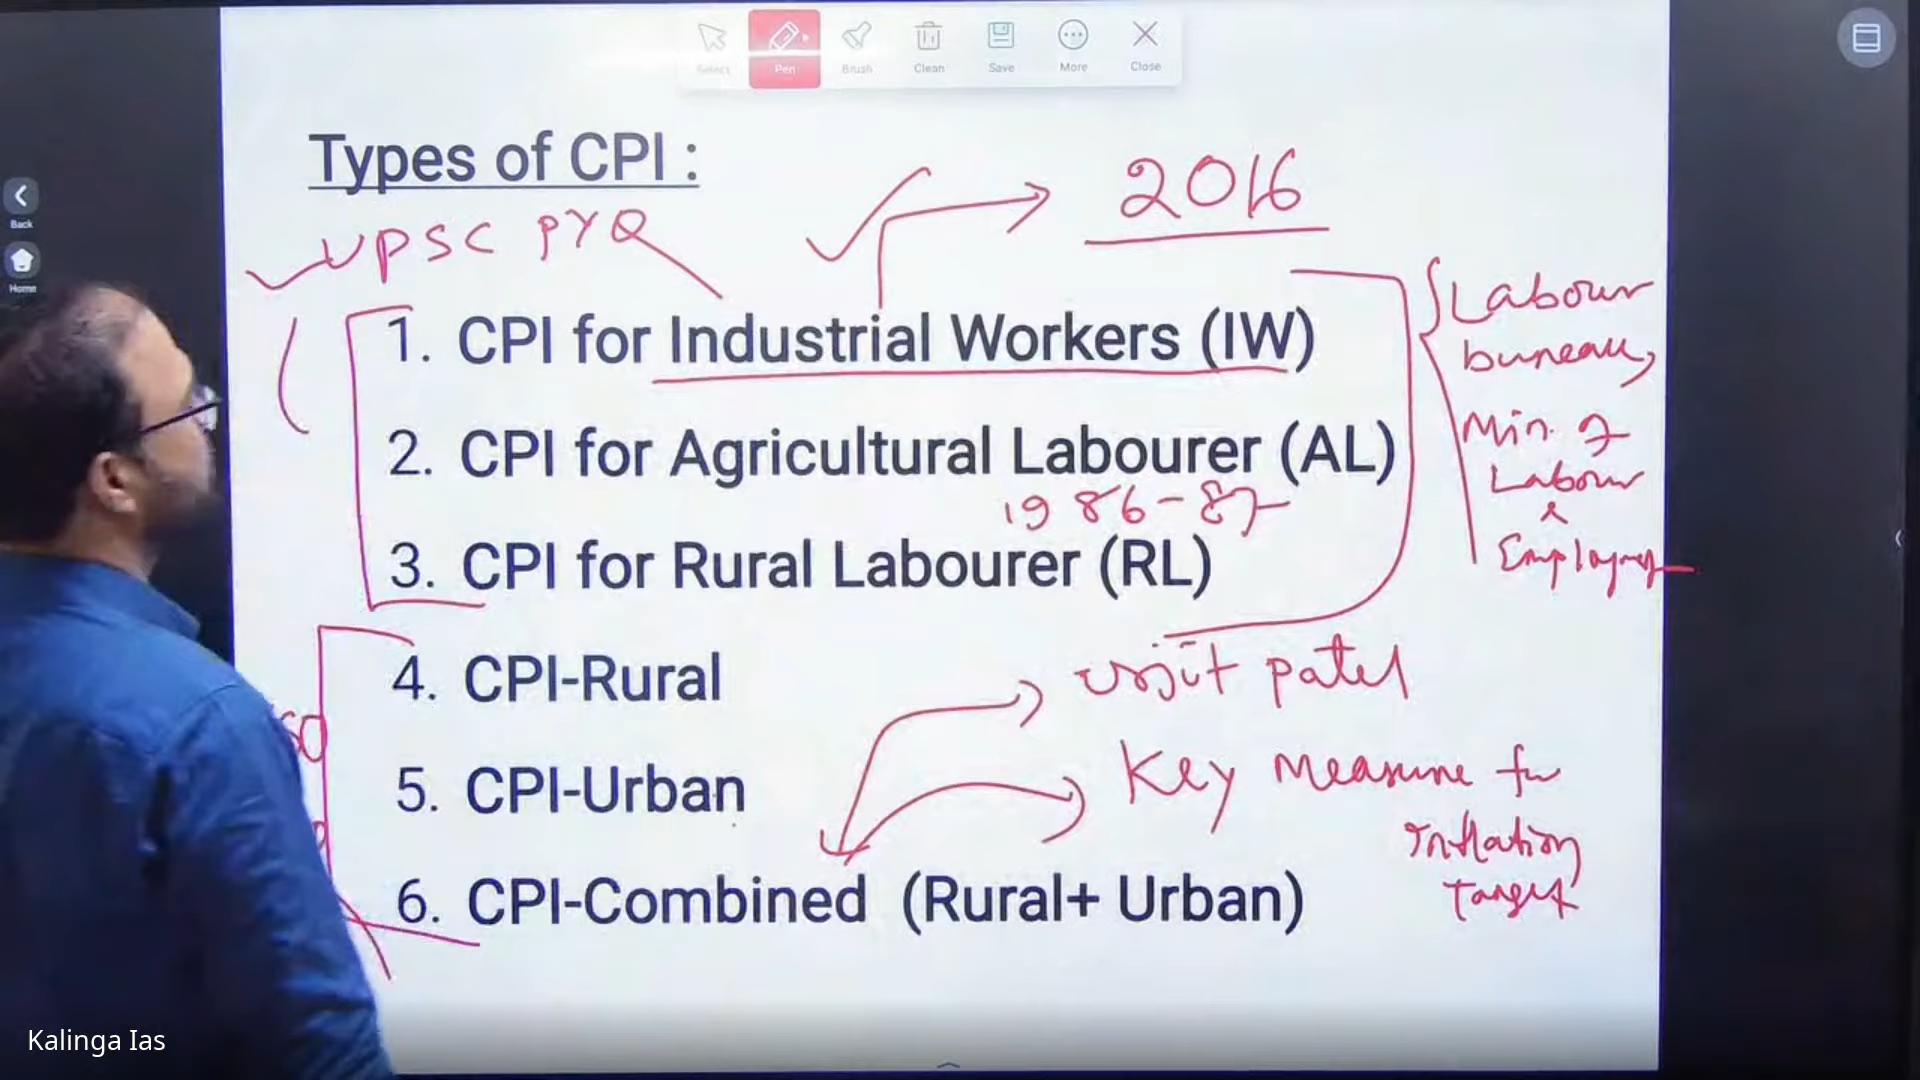 Select Pen Brush Clean Save More Close
Back
Home
Types of CPI :
UPSC PYQ
2016
1. CPI for Industrial Workers (IW)
2. CPI for Agricultural Labourer (AL)
1986-87
3. CPI for Rural Labourer (RL)
Labour
bureau,
Min. of
Labour
&
Employment
4. CPI-Rural
5. CPI-Urban
6. CPI-Combined (Rural+ Urban)
Urjit patel
Key Measure for
Inflation
Target
Kalinga Ias